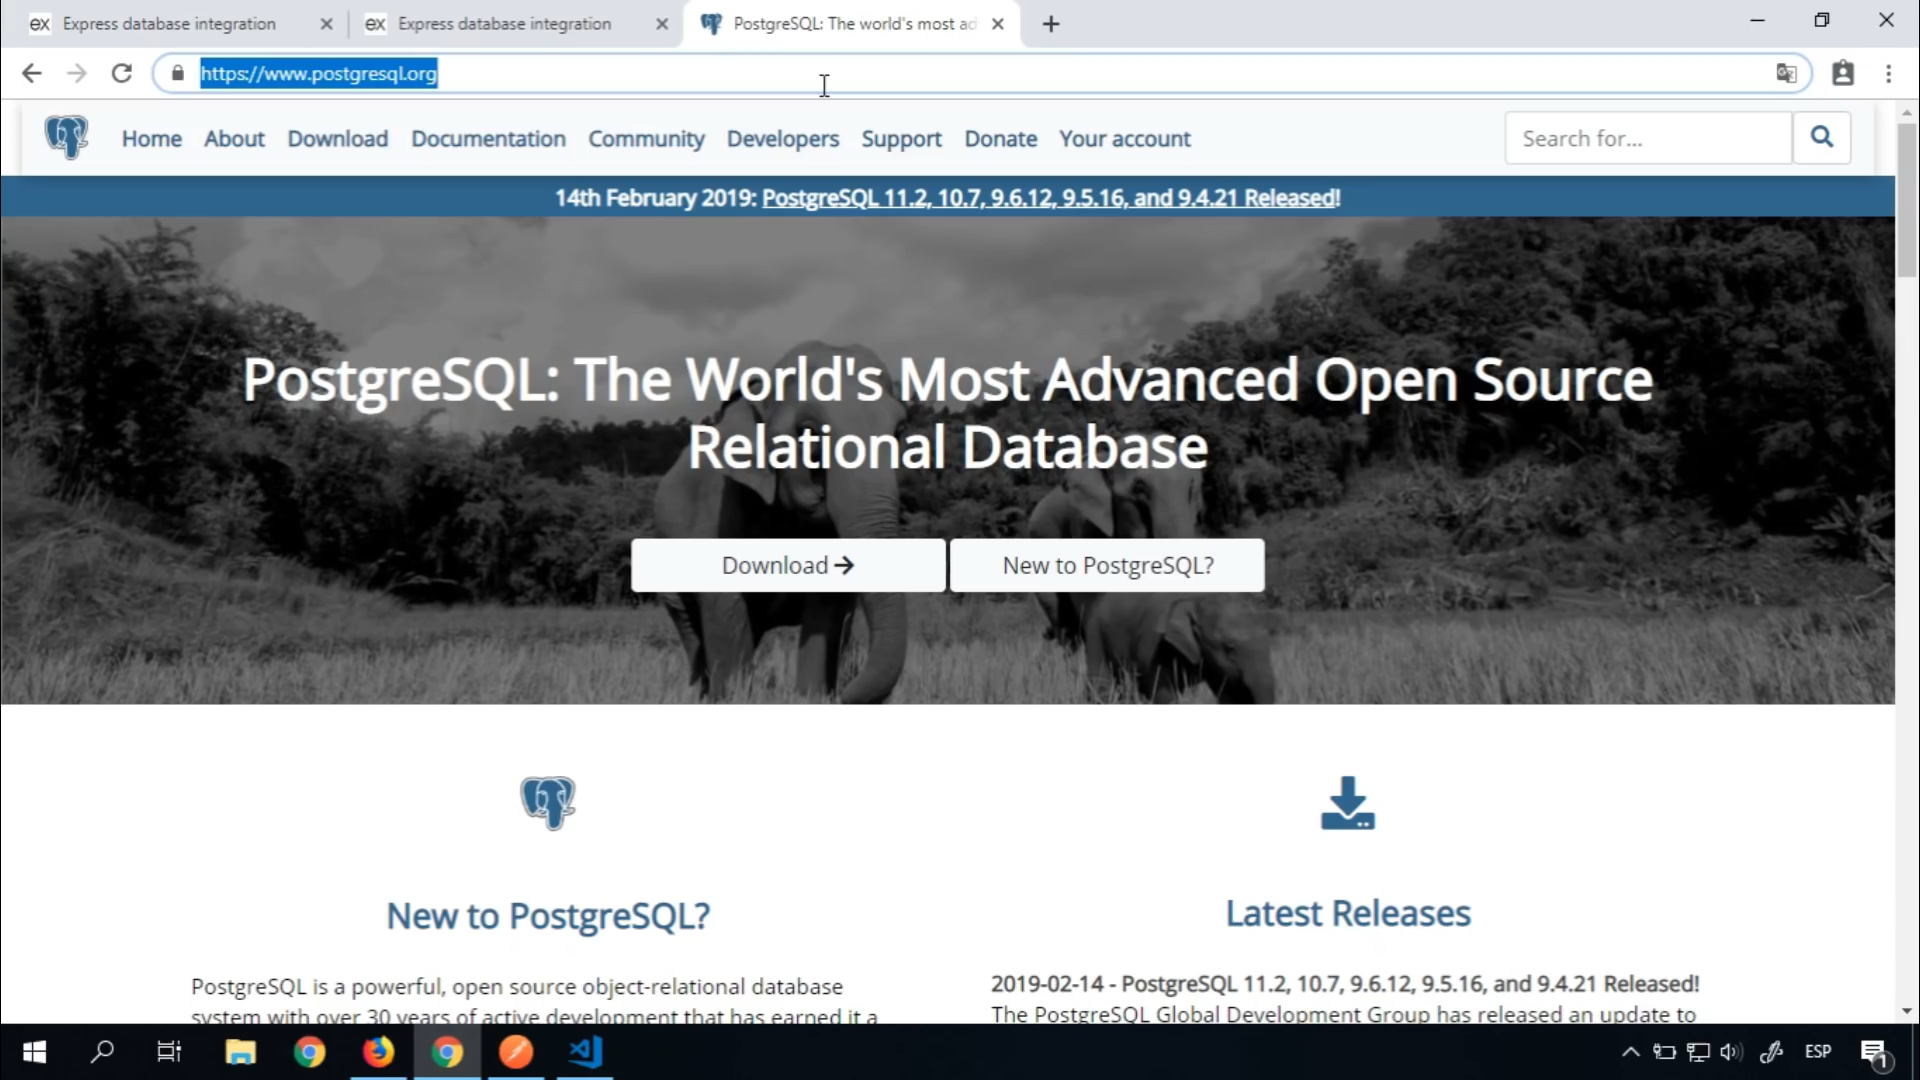 ex Express database integration
ex Express database integration
PostgreSQL: The world's most ad
https://www.postgresql.org
Home About Download Documentation Community Developers Support Donate Your account
Search for...
14th February 2019: PostgreSQL 11.2, 10.7, 9.6.12, 9.5.16, and 9.4.21 Released!
PostgreSQL: The World's Most Advanced Open Source
Relational Database
Download
New to PostgreSQL?
New to PostgreSQL?
PostgreSQL is a powerful, open source object-relational database
system with over 30 years of active development that has earned it a
Latest Releases
2019-02-14 - PostgreSQL 11.2, 10.7, 9.6.12, 9.5.16, and 9.4.21 Released!
The PostgreSQL Global Development Group has released an update to
ESP
1